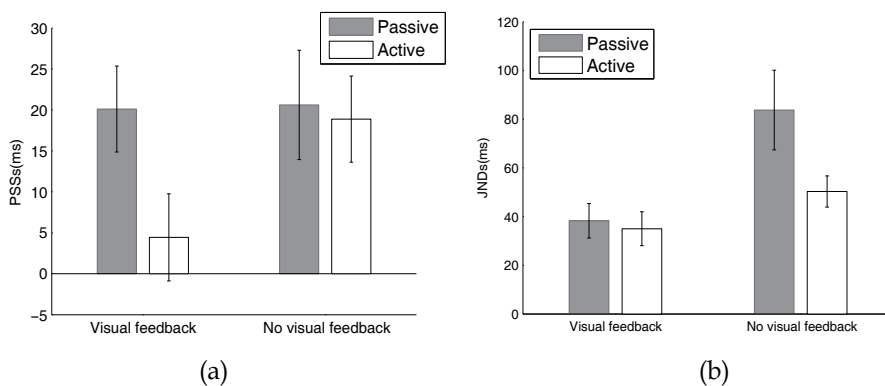 30
25
20
15
10
5
0
−5
PSSs(ms)
Passive
Active
Visual feedback
No visual feedback
(a)
120
100
80
60
40
20
0
JNDs(ms)
Passive
Active
Visual feedback
No visual feedback
(b)